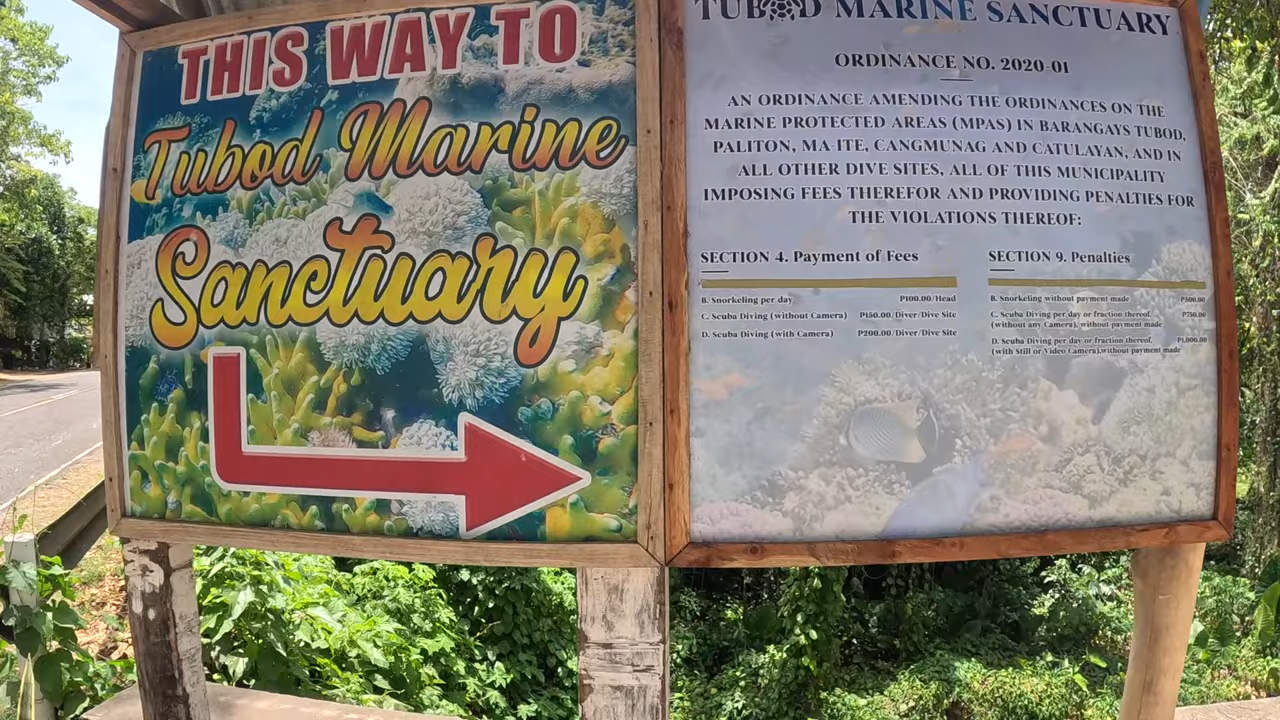 THIS WAY TO
Tubod Marine
Sanctuary
TUBOD MARINE SANCTUARY
ORDINANCE NO. 2020-01
AN ORDINANCE AMENDING THE ORDINANCES ON THE
MARINE PROTECTED AREAS (MPAS) IN BARANGAYS TUBOD,
PALITON, MA-ITE, CANGMUNAG AND CATULAYAN, AND IN
ALL OTHER DIVE SITES, ALL OF THIS MUNICIPALITY
IMPOSING FEES THEREFOR AND PROVIDING PENALTIES FOR
THE VIOLATIONS THEREOF:
SECTION 4. Payment of Fees
B. Snorkeling per day P100.00/Head
C. Scuba Diving (without Camera) P150.00/Diver/Dive Site
D. Scuba Diving (with Camera) P200.00/Diver/Dive Site
SECTION 9. Penalties
B. Snorkeling without payment made P500.00
C. Scuba Diving per day or fraction thereof, P750.00
(without any Camera), without payment made
D. Scuba Diving per day or fraction thereof, P1,000.00
(with Still or Video Camera),without payment made